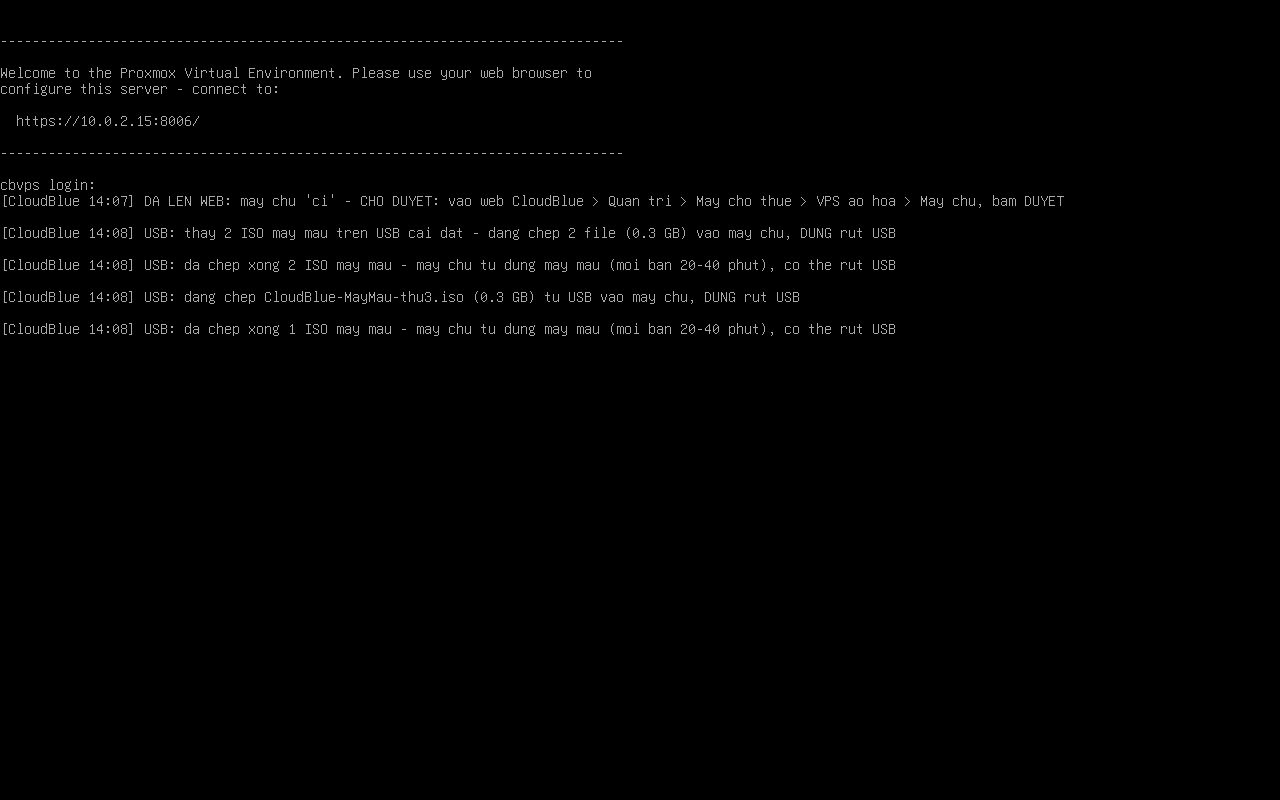 ------------------------------------------------------------------------------
Welcome to the Proxmox Virtual Environment. Please use your web browser to
configure this server - connect to:
https://10.0.2.15:8006/
------------------------------------------------------------------------------
cbvps login:
[CloudBlue 14:07] DA LEN WEB: may chu 'ci' - CHO DUYET: vao web CloudBlue > Quan tri > May cho thue > VPS ao hoa > May chu, bam DUYET
[CloudBlue 14:08] USB: thay 2 ISO may mau tren USB cai dat - dang chep 2 file (0.3 GB) vao may chu, DUNG rut USB
[CloudBlue 14:08] USB: da chep xong 2 ISO may mau - may chu tu dung may mau (moi ban 20-40 phut), co the rut USB
[CloudBlue 14:08] USB: dang chep CloudBlue-MayMau-thu3.iso (0.3 GB) tu USB vao may chu, DUNG rut USB
[CloudBlue 14:08] USB: da chep xong 1 ISO may mau - may chu tu dung may mau (moi ban 20-40 phut), co the rut USB